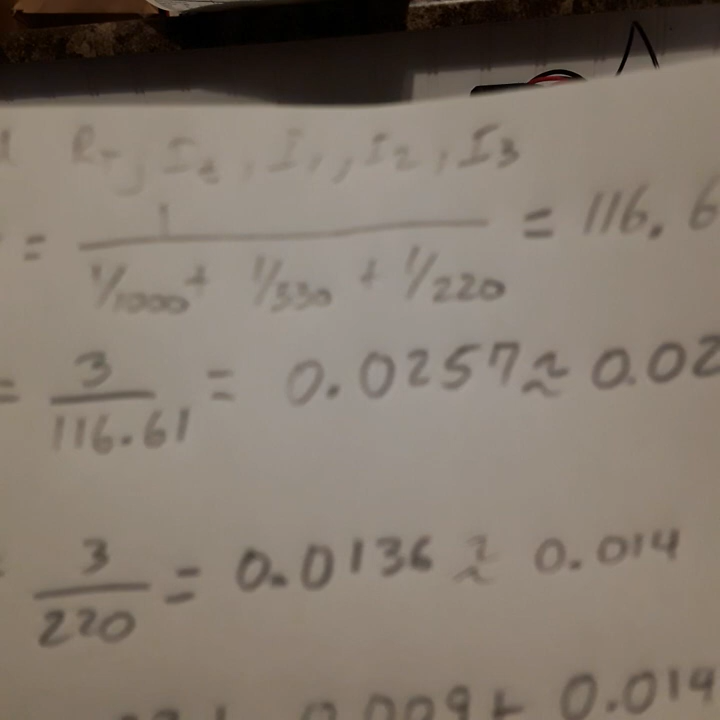 RT, It, I1, I2, I3
= 1 / (1/1000 + 1/330 + 1/220) = 116.6
= 3/116.61 = 0.0257 ≈ 0.02
3/220 = 0.0136 ≈ 0.014
0.009 + 0.014